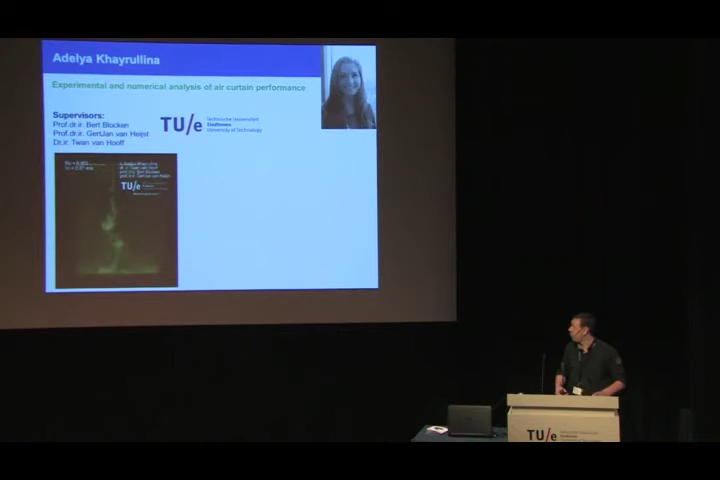 Adelya Khayrullina
Experimental and numerical analysis of air curtain performance
Supervisors:
Prof.dr.ir. Bert Blocken
Prof.dr.ir. GertJan van Heijst
Dr.ir. Twan van Hooff
TU/e
Technische Universiteit
Eindhoven
University of Technology
TU/e
TU/e